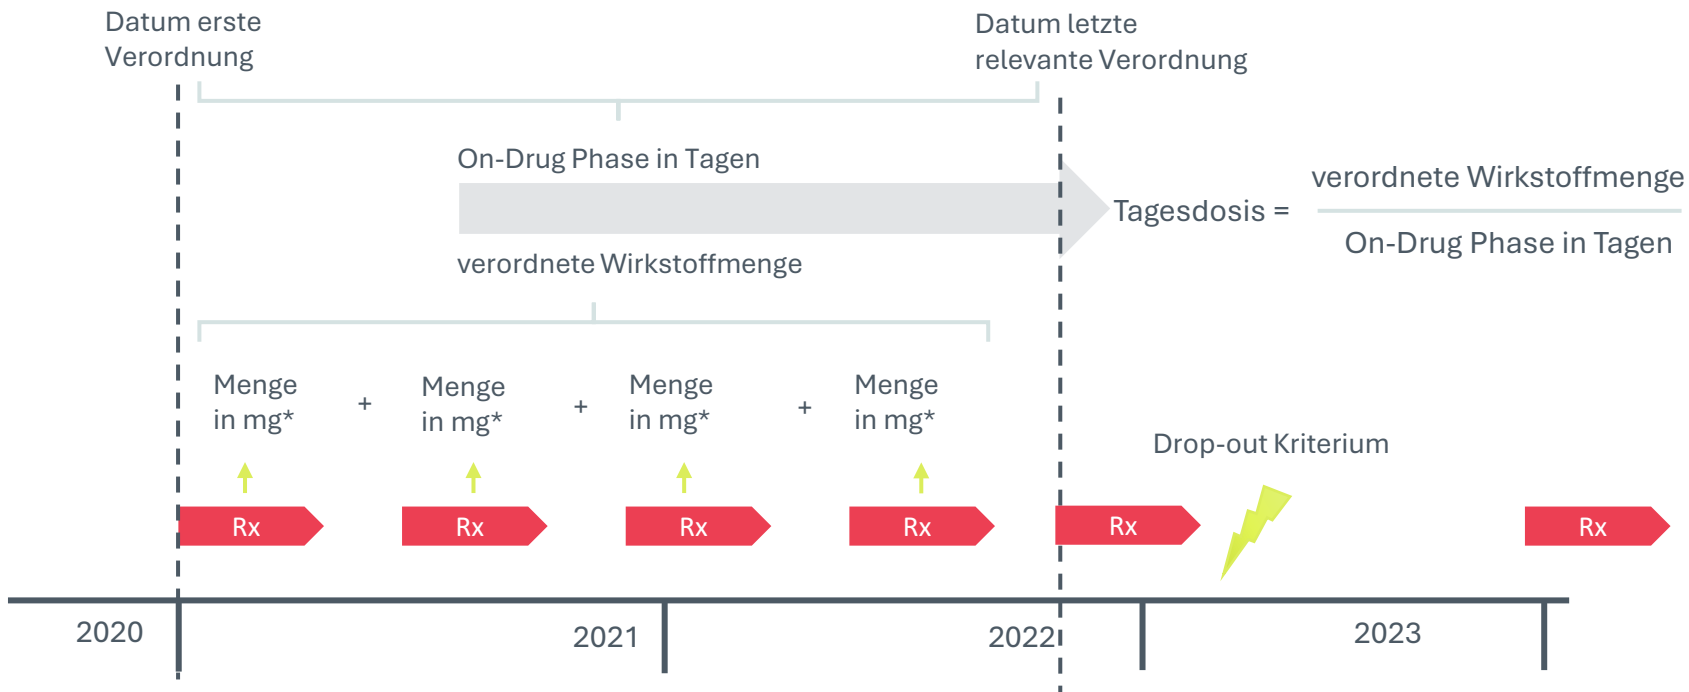 Datum erste
Verordnung
Datum letzte
relevante Verordnung
On-Drug Phase in Tagen
verordnete Wirkstoffmenge
Tagesdosis =
verordnete Wirkstoffmenge
On-Drug Phase in Tagen
Menge
in mg*
+
Menge
in mg*
+
Menge
in mg*
+
Menge
in mg*
Drop-out Kriterium
Rx
Rx
Rx
Rx
Rx
Rx
2020
2021
2022
2023